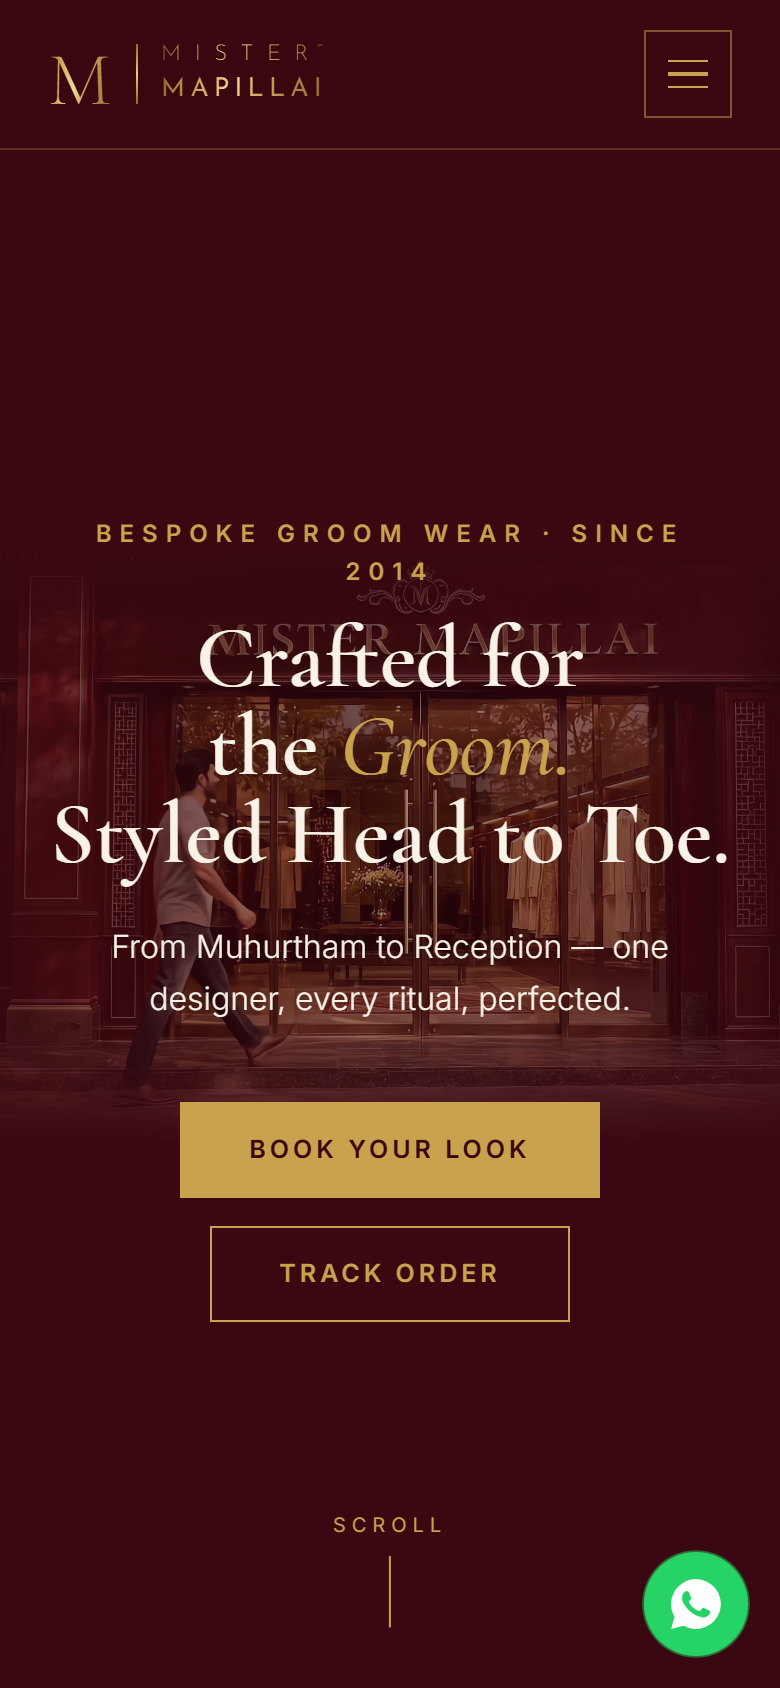 M
MISTER™
MAPILLAI
BESPOKE GROOM WEAR · SINCE
2014
M
MISTER MAPILLAI
Crafted for
the Groom.
Styled Head to Toe.
From Muhurtham to Reception — one
designer, every ritual, perfected.
BOOK YOUR LOOK
TRACK ORDER
SCROLL